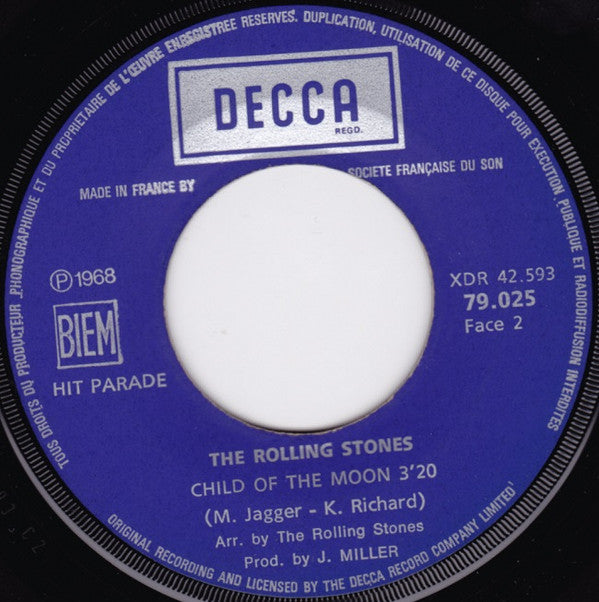 TOUS DROITS DU PRODUCTEUR PHONOGRAPHIQUE ET DU PROPRIETAIRE DE L'ŒUVRE ENREGISTREE RESERVES. DUPLICATION, UTILISATION DE CE DISQUE POUR EXECUTION PUBLIQUE ET RADIODIFFUSION INTERDITES
DECCA
REGD.
MADE IN FRANCE BY SOCIETE FRANÇAISE DU SON
℗ 1968
XDR 42.593
79.025
BIEM
Face 2
HIT PARADE
THE ROLLING STONES
CHILD OF THE MOON 3'20
(M. Jagger - K. Richard)
Arr. by The Rolling Stones
Prod. by J. MILLER
ORIGINAL RECORDING AND LICENSED BY THE DECCA RECORD COMPANY LIMITED!